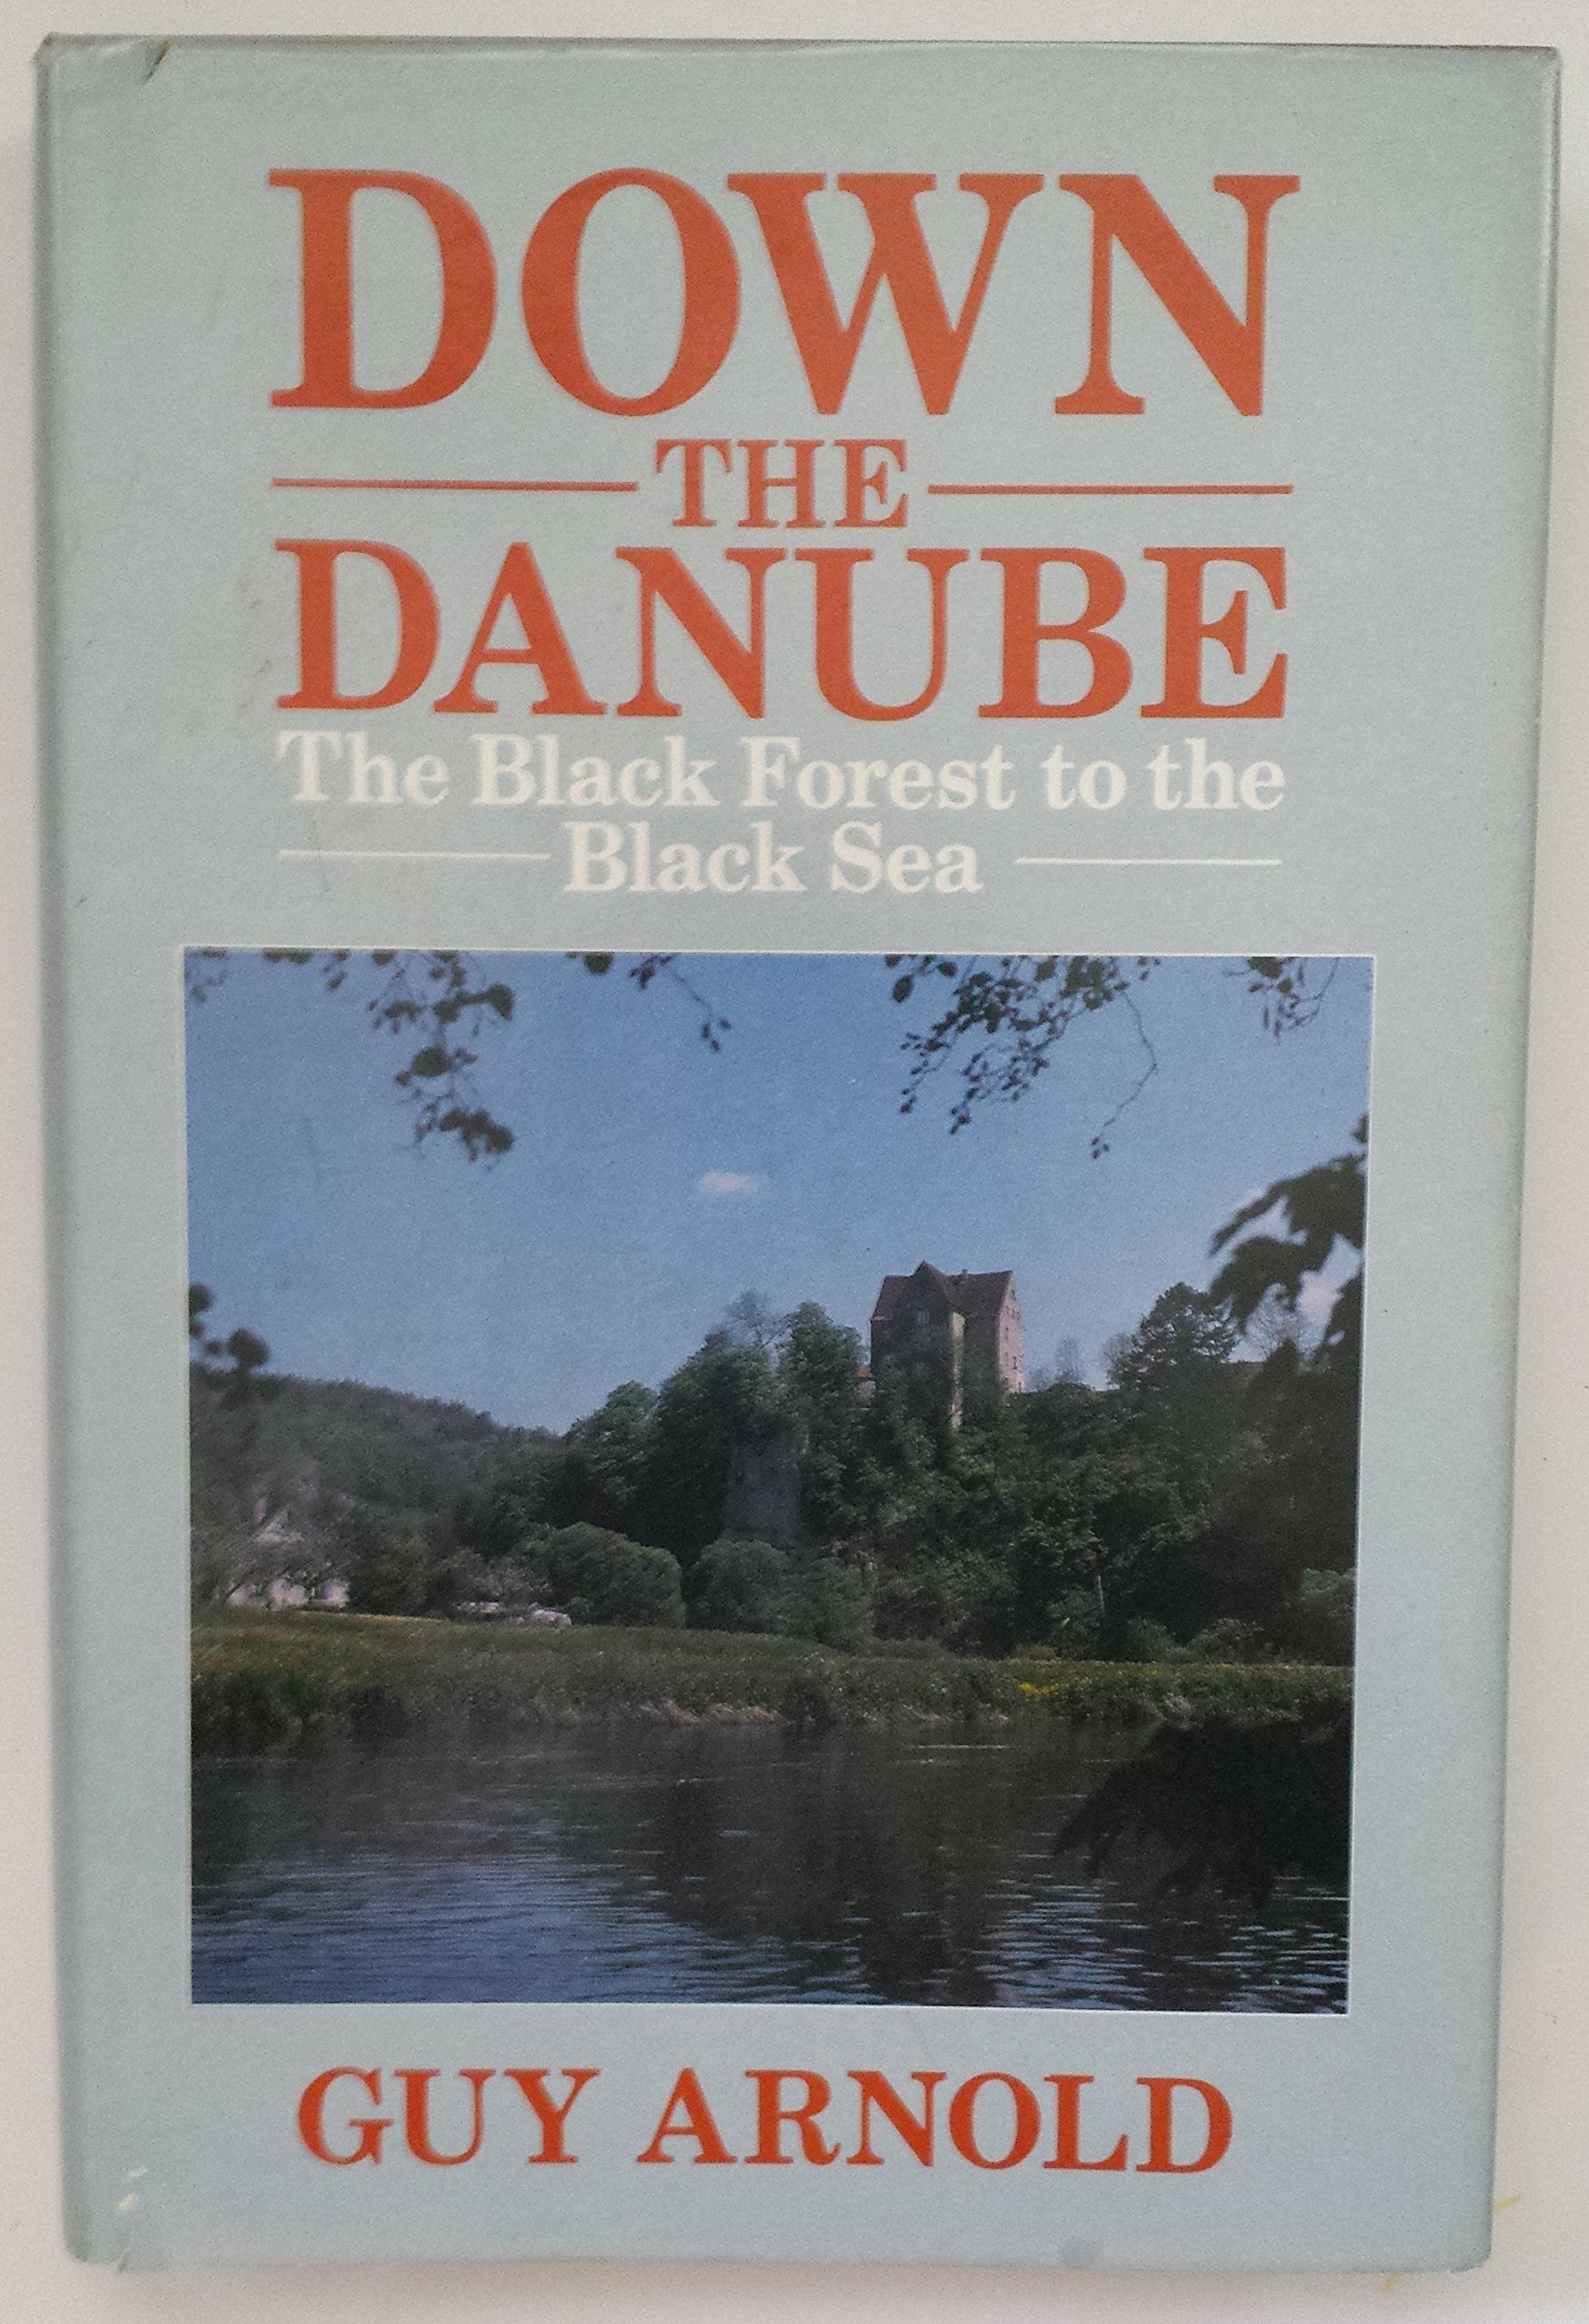 DOWN
THE
DANUBE
The Black Forest to the
Black Sea
GUY ARNOLD